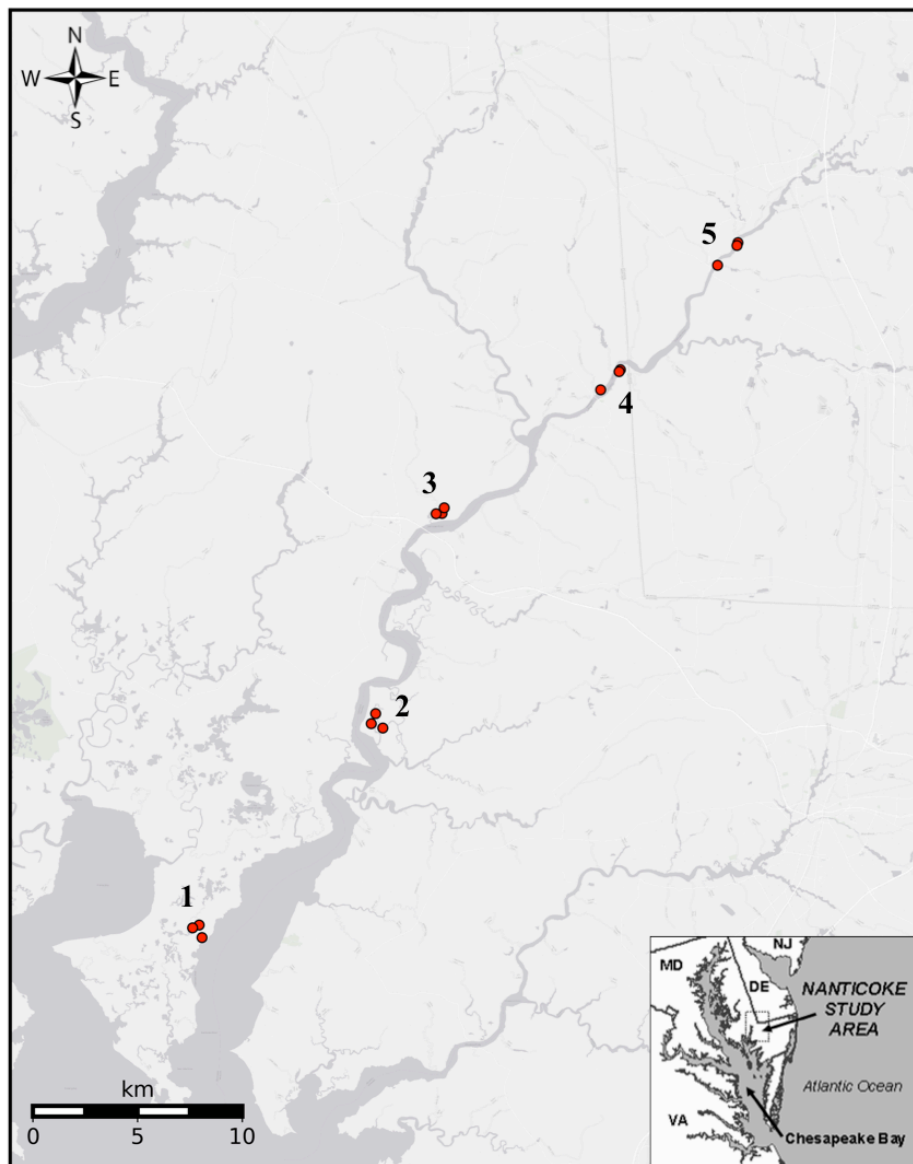 N
W E
S
5
4
3
2
1
km
0 5 10
NJ
MD
DE
NANTICOKE
STUDY
AREA
Atlantic Ocean
VA
Chesapeake Bay